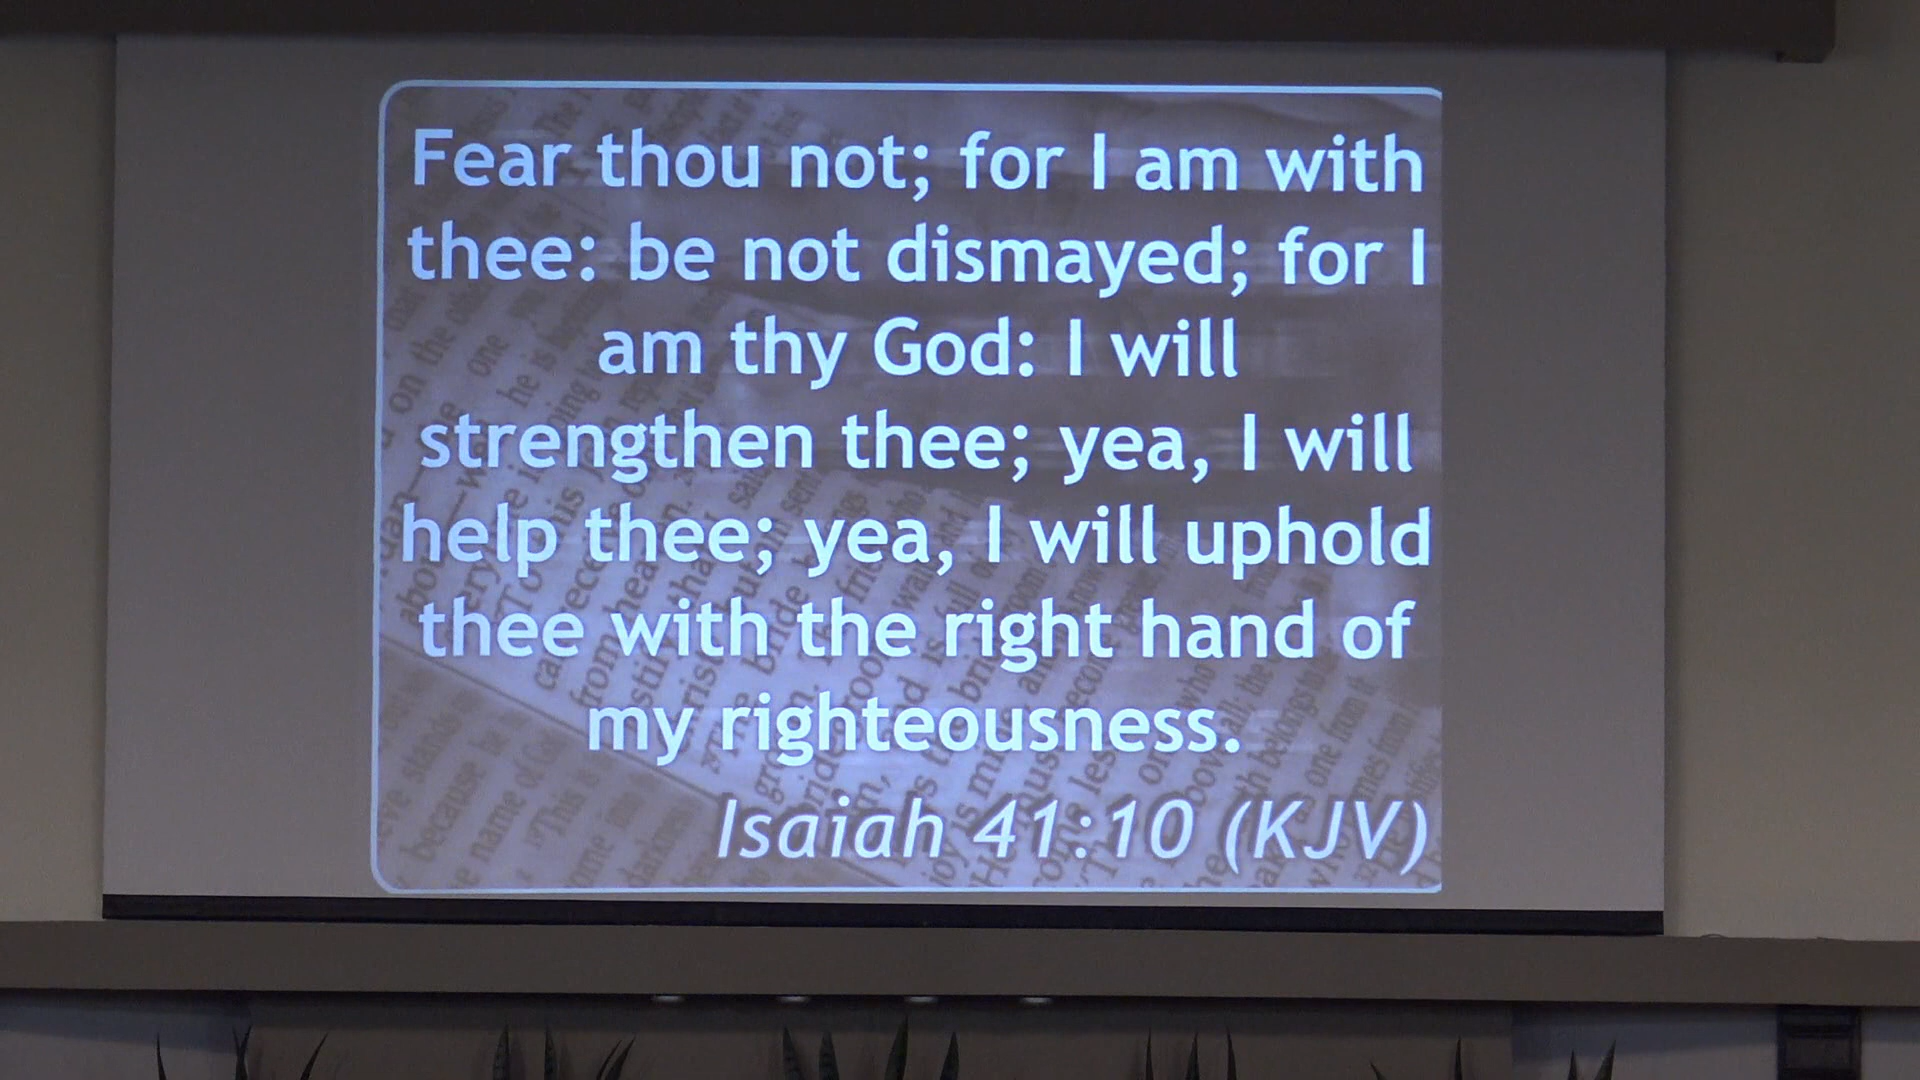 Fear thou not; for I am with
thee: be not dismayed; for I
am thy God: I will
strengthen thee; yea, I will
help thee; yea, I will uphold
thee with the right hand of
my righteousness.
Isaiah 41:10 (KJV)